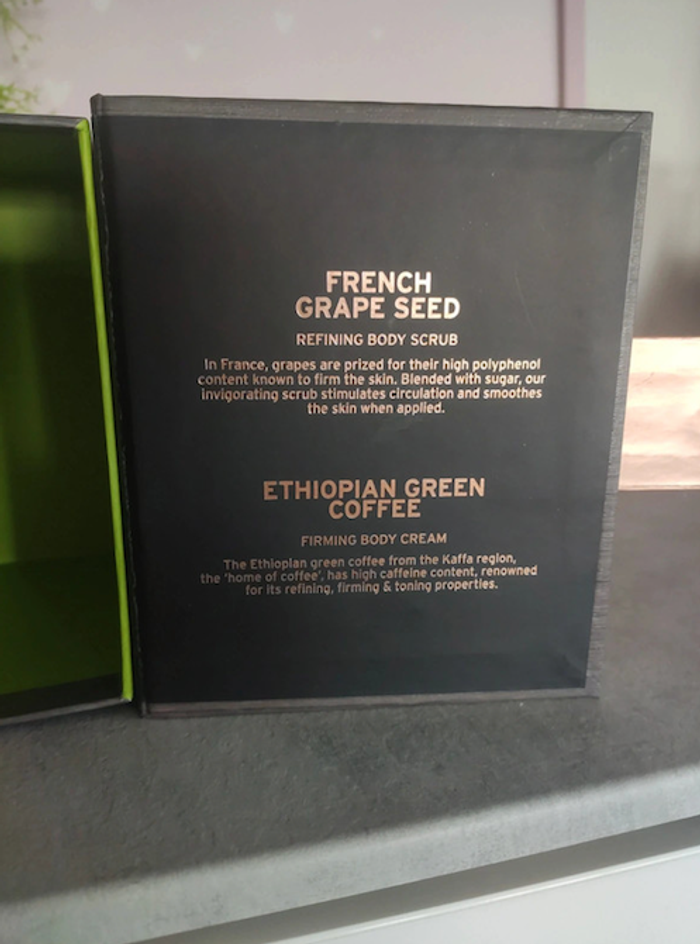 FRENCH
GRAPE SEED
REFINING BODY SCRUB
In France, grapes are prized for their high polyphenol
content known to firm the skin. Blended with sugar, our
invigorating scrub stimulates circulation and smoothes
the skin when applied.
ETHIOPIAN GREEN
COFFEE
FIRMING BODY CREAM
The Ethiopian green coffee from the Kaffa region,
the 'home of coffee', has high caffeine content, renowned
for its refining, firming & toning properties.